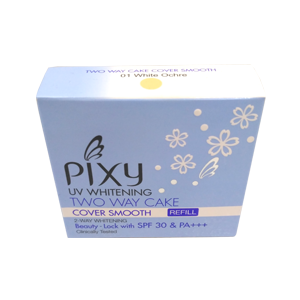 TWO WAY CAKE COVER SMOOTH
01 White Ochre
PIXY
UV WHITENING
TWO WAY CAKE
COVER SMOOTH REFILL
2-WAY WHITENING
Beauty-Lock with SPF 30 & PA+++
Clinically Tested